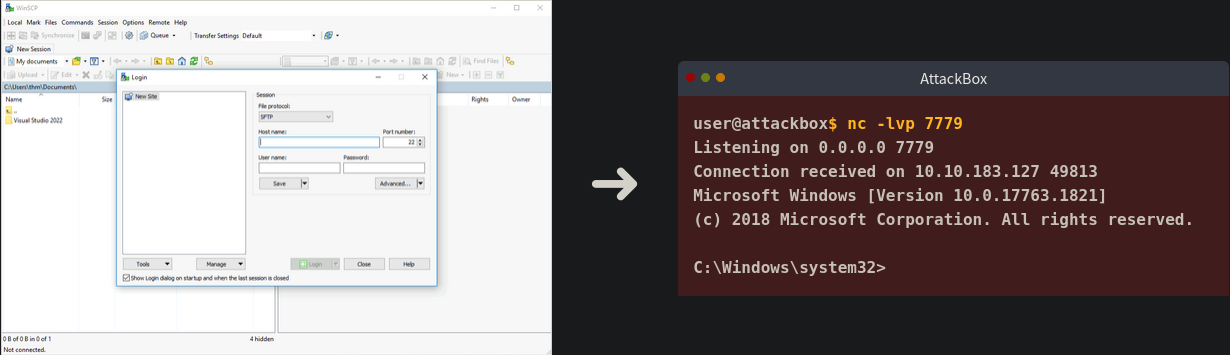 WinSCP
Local Mark Files Commands Session Options Remote Help
Synchronize Queue Transfer Settings Default
New Session
My documents Find Files
Upload Edit New
C:\Users\thm\Documents\
Name Size Rights Owner
..
Visual Studio 2022
Login
New Site
Session
File protocol:
SFTP
Host name: Port number:
22
User name: Password:
Save Advanced...
Tools Manage Login Close Help
Show Login dialog on startup and when the last session is closed
0 B of 0 B in 0 of 1 4 hidden
Not connected.
AttackBox
user@attackbox$ nc -lvp 7779
Listening on 0.0.0.0 7779
Connection received on 10.10.183.127 49813
Microsoft Windows [Version 10.0.17763.1821]
(c) 2018 Microsoft Corporation. All rights reserved.
C:\Windows\system32>